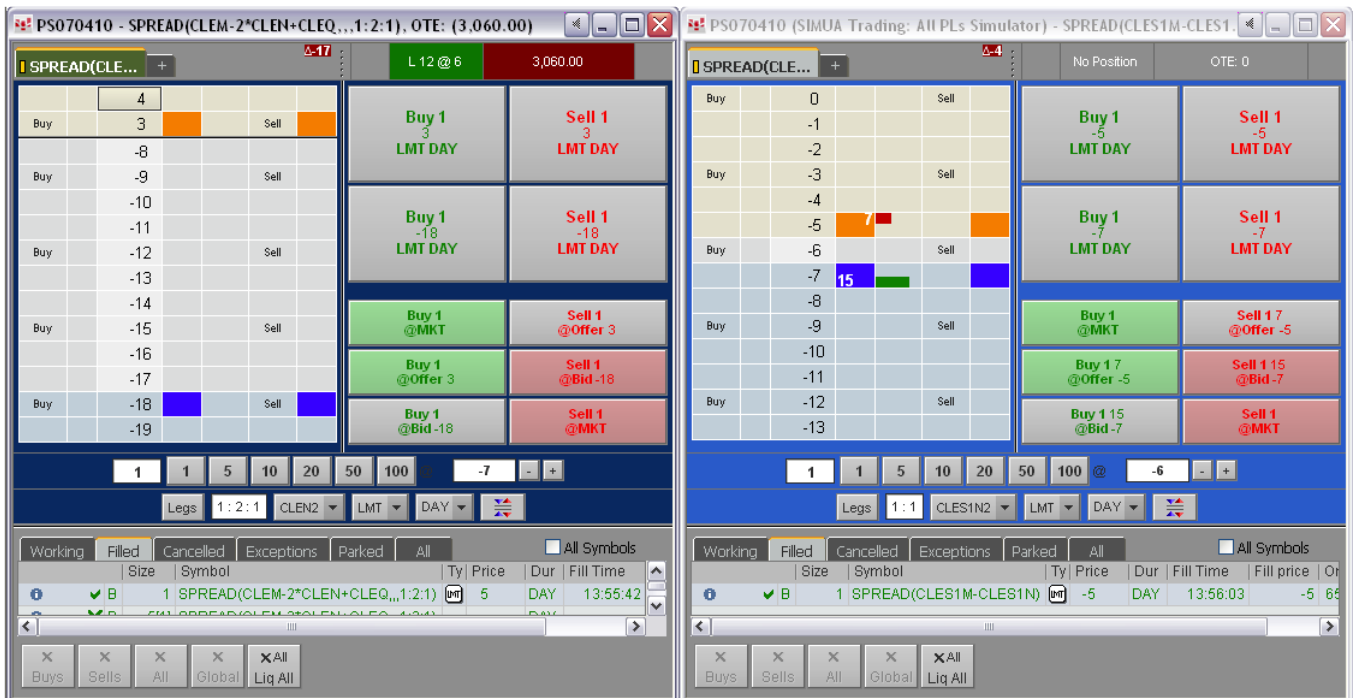 PS070410 - SPREAD(CLEM-2*CLEN+CLEQ,,,1:2:1), OTE: (3,060.00)
SPREAD(CLE... + Δ-17 L 12 @ 6 3,060.00
4
Buy 3 Sell
-8
Buy -9 Sell
-10
-11
Buy -12 Sell
-13
-14
Buy -15 Sell
-16
-17
Buy -18 Sell
-19
Buy 1 Sell 1
3 3
LMT DAY LMT DAY
Buy 1 Sell 1
-18 -18
LMT DAY LMT DAY
Buy 1 Sell 1
@MKT @Offer 3
Buy 1 Sell 1
@Offer 3 @Bid -18
Buy 1 Sell 1
@Bid -18 @MKT
1 1 5 10 20 50 100 @ -7 - +
Legs 1 : 2 : 1 CLEN2 LMT DAY
Working Filled Cancelled Exceptions Parked All All Symbols
Size Symbol Ty Price Dur Fill Time
B 1 SPREAD(CLEM-2*CLEN+CLEQ,,,1:2:1) LMT 5 DAY 13:55:42
X X X X X All
Buys Sells All Global Liq All
PS070410 (SIMUA Trading: All PLs Simulator) - SPREAD(CLES1M-CLES1.
SPREAD(CLE... + Δ-4 No Position OTE: 0
Buy 0 Sell
-1
-2
Buy -3 Sell
-4
-5 7
Buy -6 Sell
-7 15
-8
Buy -9 Sell
-10
-11
Buy -12 Sell
-13
Buy 1 Sell 1
-5 -5
LMT DAY LMT DAY
Buy 1 Sell 1
-7 -7
LMT DAY LMT DAY
Buy 1 Sell 1 7
@MKT @Offer -5
Buy 1 7 Sell 1 15
@Offer -5 @Bid -7
Buy 1 15 Sell 1
@Bid -7 @MKT
1 1 5 10 20 50 100 @ -6 - +
Legs 1 : 1 CLES1N2 LMT DAY
Working Filled Cancelled Exceptions Parked All All Symbols
Size Symbol Ty Price Dur Fill Time Fill price
B 1 SPREAD(CLES1M-CLES1N) LMT -5 DAY 13:56:03 -5
X X X X X All
Buys Sells All Global Liq All